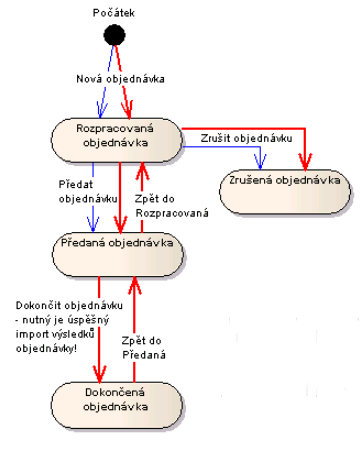 Počátek
Nová objednávka
Rozpracovaná
objednávka
Zrušit objednávku
Zrušená objednávka
Předat
objednávku
Zpět do
Rozpracovaná
Předaná objednávka
Dokončit objednávku
- nutný je úspěšný
import výsledků
objednávky!
Zpět do
Předaná
Dokončená
objednávka